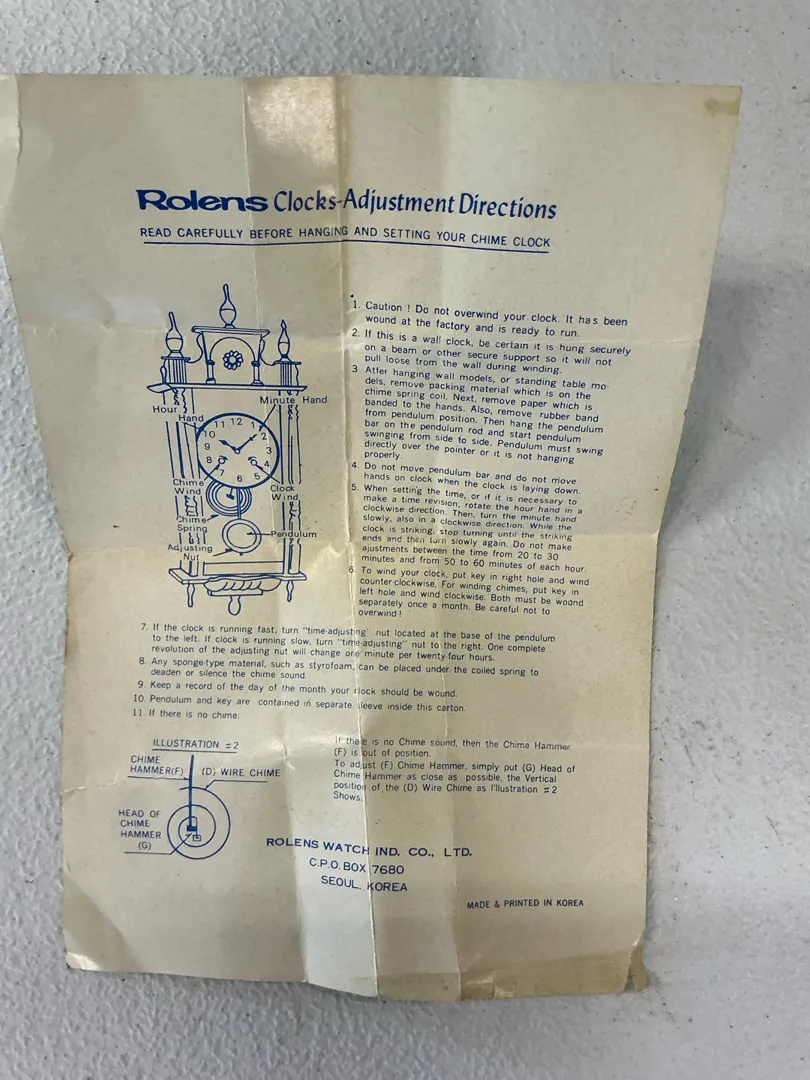 Rolens Clocks-Adjustment Directions
READ CAREFULLY BEFORE HANGING AND SETTING YOUR CHIME CLOCK
Hour Hand
Minute Hand
11 12 1
10 2
9 3
8 4
7 6 5
Chime Wind
Clock Wind
Chime Spring
Pendulum
Adjusting Nut
1. Caution ! Do not overwind your clock. It has been
wound at the factory and is ready to run.
2. If this is a wall clock, be certain it is hung securely
on a beam or other secure support so it will not
pull loose from the wall during winding.
3 After hanging wall models, or standing table mo-
dels, remove packing material which is on the
chime spring coil. Next, remove paper which is
banded to the hands. Also, remove rubber band
from pendulum position. Then hang the pendulum
bar on the pendulum rod and start pendulum
swinging from side to side. Pendulum must swing
directly over the pointer or it is not hanging
properly.
4. Do not move pendulum bar and do not move
hands on clock when the clock is laying down.
5. When setting the time, or if it is necessary to
make a time revision, rotate the hour hand in a
clockwise direction. Then, turn the minute hand
slowly, also in a clockwise direction. While the
clock is striking, stop turning until the striking
ends and then turn slowly again. Do not make
ajustments between the time from 20 to 30
minutes and from 50 to 60 minutes of each hour.
6. To wind your clock, put key in right hole and wind
counter-clockwise. For winding chimes, put key in
left hole and wind clockwise. Both must be wound
separately once a month. Be careful not to
overwind !
7. If the clock is running fast, turn "time-adjusting" nut located at the base of the pendulum
to the left. If clock is running slow, turn "time-adjusting" nut to the right. One complete
revolution of the adjusting nut will change one minute per twenty-four hours.
8. Any sponge-type material, such as styrofoam, can be placed under the coiled spring to
deaden or silence the chime sound.
9. Keep a record of the day of the month your clock should be wound.
10. Pendulum and key are contained in separate sleeve inside this carton.
11. If there is no chime:
ILLUSTRATION #2
CHIME
HAMMER(F)
(D) WIRE CHIME
HEAD OF
CHIME
HAMMER
(G)
If there is no Chime sound, then the Chime Hammer
(F) is out of position.
To adjust (F) Chime Hammer, simply put (G) Head of
Chime Hammer as close as possible, the Vertical
position of the (D) Wire Chime as I'llustration #2
Shows.
ROLENS WATCH IND. CO., LTD.
C.P.O. BOX 7680
SEOUL, KOREA
MADE & PRINTED IN KOREA